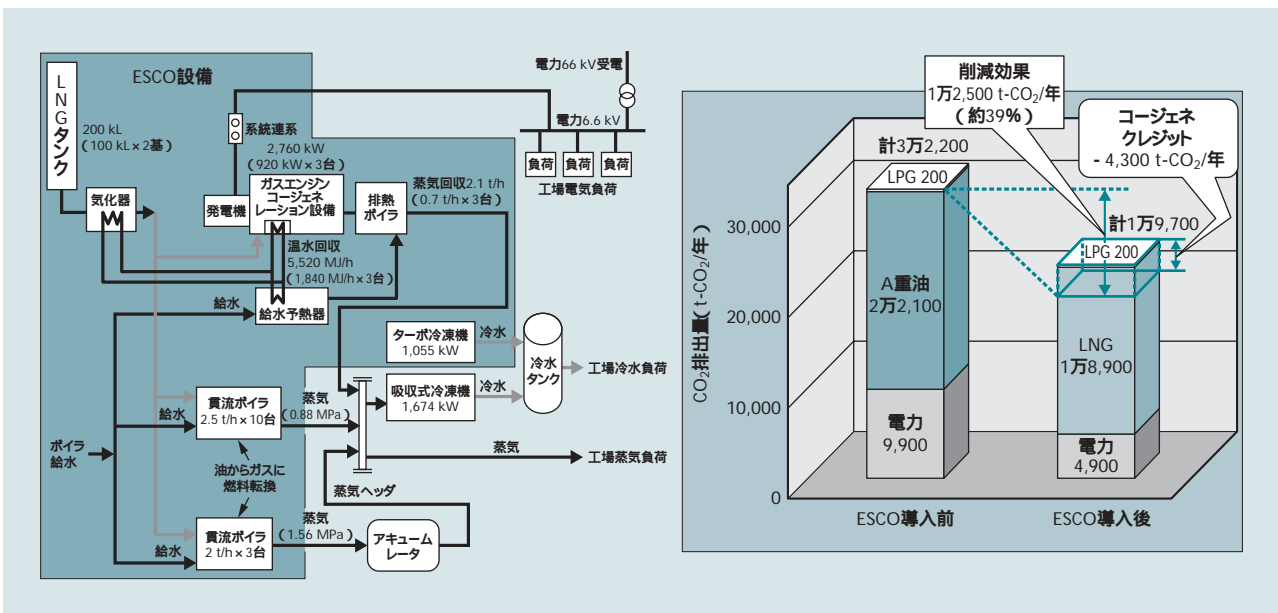 ESCO設備
LNGタンク
200 kL
(100 kL×2基)
気化器
系統連系
2,760 kW
(920 kW×3台)
発電機
ガスエンジン
コージェネ
レーション設備
排熱
ボイラ
蒸気回収2.1 t/h
(0.7 t/h×3台)
温水回収
5,520 MJ/h
(1,840 MJ/h×3台)
給水
給水予熱器
電力66 kV受電
電力6.6 kV
負荷
負荷
負荷
工場電気負荷
ターボ冷凍機
1,055 kW
冷水
吸収式冷凍機
1,674 kW
冷水
冷水
タンク
工場冷水負荷
貫流ボイラ
2.5 t/h×10台
給水
蒸気
(0.88 MPa)
ボイラ
給水
油からガスに
燃料転換
蒸気
工場蒸気負荷
蒸気ヘッダ
貫流ボイラ
2 t/h×3台
給水
蒸気
(1.56 MPa)
アキューム
レータ
削減効果
1万2,500 t-CO₂/年
(約39%)
コージェネ
クレジット
- 4,300 t-CO₂/年
計3万2,200
LPG 200
A重油
2万2,100
電力
9,900
計1万9,700
LPG 200
LNG
1万8,900
電力
4,900
CO₂排出量(t-CO₂/年)
30,000
20,000
10,000
0
ESCO導入前
ESCO導入後